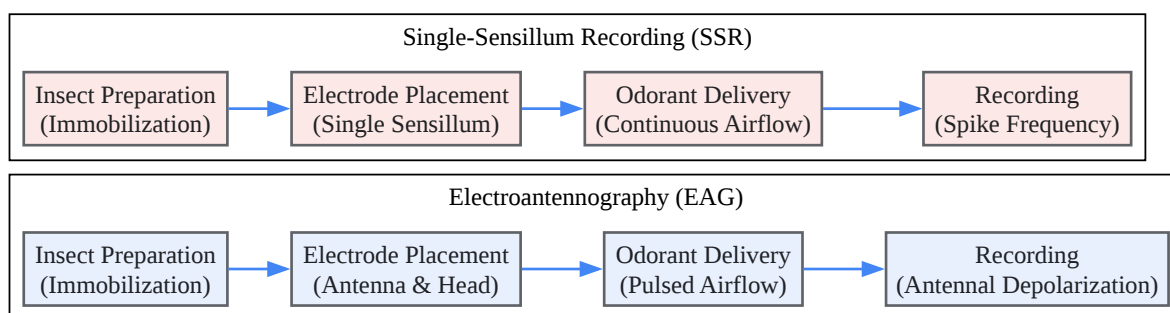 Single-Sensillum Recording (SSR)
Insect Preparation
(Immobilization)
Electrode Placement
(Single Sensillum)
Odorant Delivery
(Continuous Airflow)
Recording
(Spike Frequency)
Electroantennography (EAG)
Insect Preparation
(Immobilization)
Electrode Placement
(Antenna & Head)
Odorant Delivery
(Pulsed Airflow)
Recording
(Antennal Depolarization)